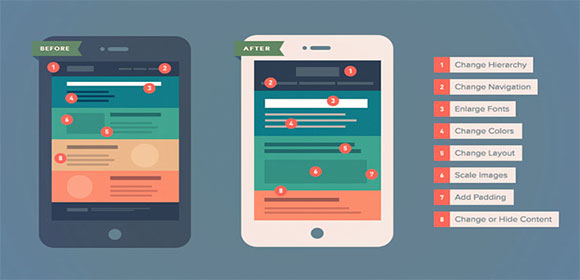 BEFORE
1
3
3
4
6
5
8
AFTER
1
2
3
4
5
6
7
8
1 Change Hierarchy
2 Change Navigation
3 Enlarge Fonts
4 Change Colors
5 Change Layout
6 Scale Images
7 Add Padding
8 Change or Hide Content